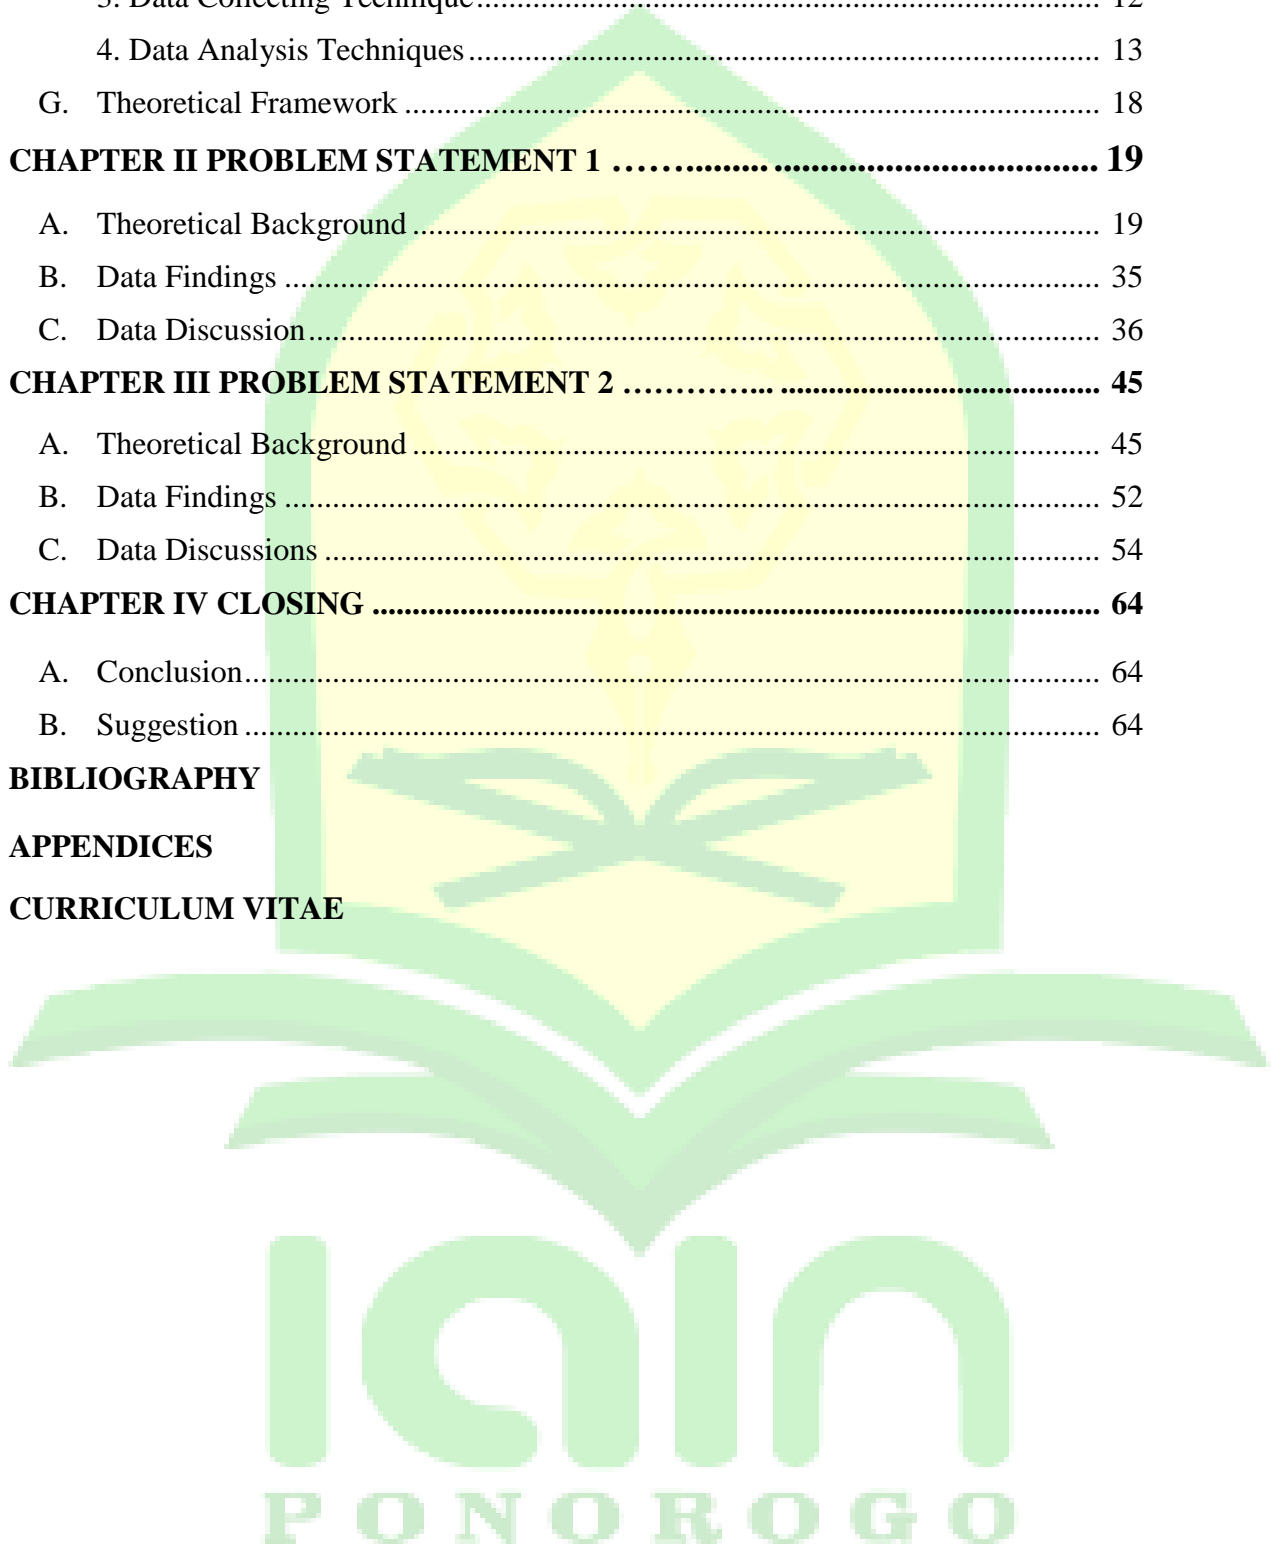 3. Data Collecting Technique........................................................................... 12
4. Data Analysis Techniques............................................................................ 13
G. Theoretical Framework .................................................................................... 18
CHAPTER II PROBLEM STATEMENT 1 ……......... ................................... 19
A. Theoretical Background ................................................................................... 19
B. Data Findings ................................................................................................... 35
C. Data Discussion................................................................................................ 36
CHAPTER III PROBLEM STATEMENT 2 ………….... .................................. 45
A. Theoretical Background ................................................................................... 45
B. Data Findings ................................................................................................... 52
C. Data Discussions .............................................................................................. 54
CHAPTER IV CLOSING ................................................................................ 64
A. Conclusion........................................................................................................ 64
B. Suggestion ........................................................................................................ 64
BIBLIOGRAPHY
APPENDICES
CURRICULUM VITAE
iain
PONOROGO